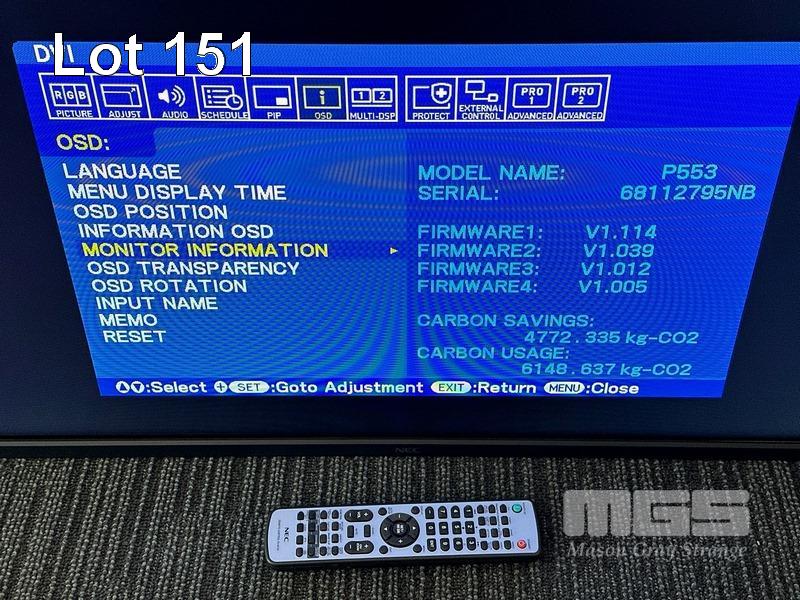 Lot 151
DVI
RGB PICTURE ADJUST AUDIO SCHEDULE PIP i OSD 1 2 MULTI-DSP PROTECT EXTERNAL CONTROL PRO 1 ADVANCED PRO 2 ADVANCED
OSD:
LANGUAGE MODEL NAME: P553
MENU DISPLAY TIME SERIAL: 68112795NB
OSD POSITION
INFORMATION OSD FIRMWARE1: V1.114
MONITOR INFORMATION FIRMWARE2: V1.039
OSD TRANSPARENCY FIRMWARE3: V1.012
OSD ROTATION FIRMWARE4: V1.005
INPUT NAME
MEMO CARBON SAVINGS:
RESET 4772.335 kg-CO2
CARBON USAGE:
6148.637 kg-CO2
:Select SET :Goto Adjustment EXIT :Return MENU :Close
NEC
NEC
MGS
Mason Gray Strange